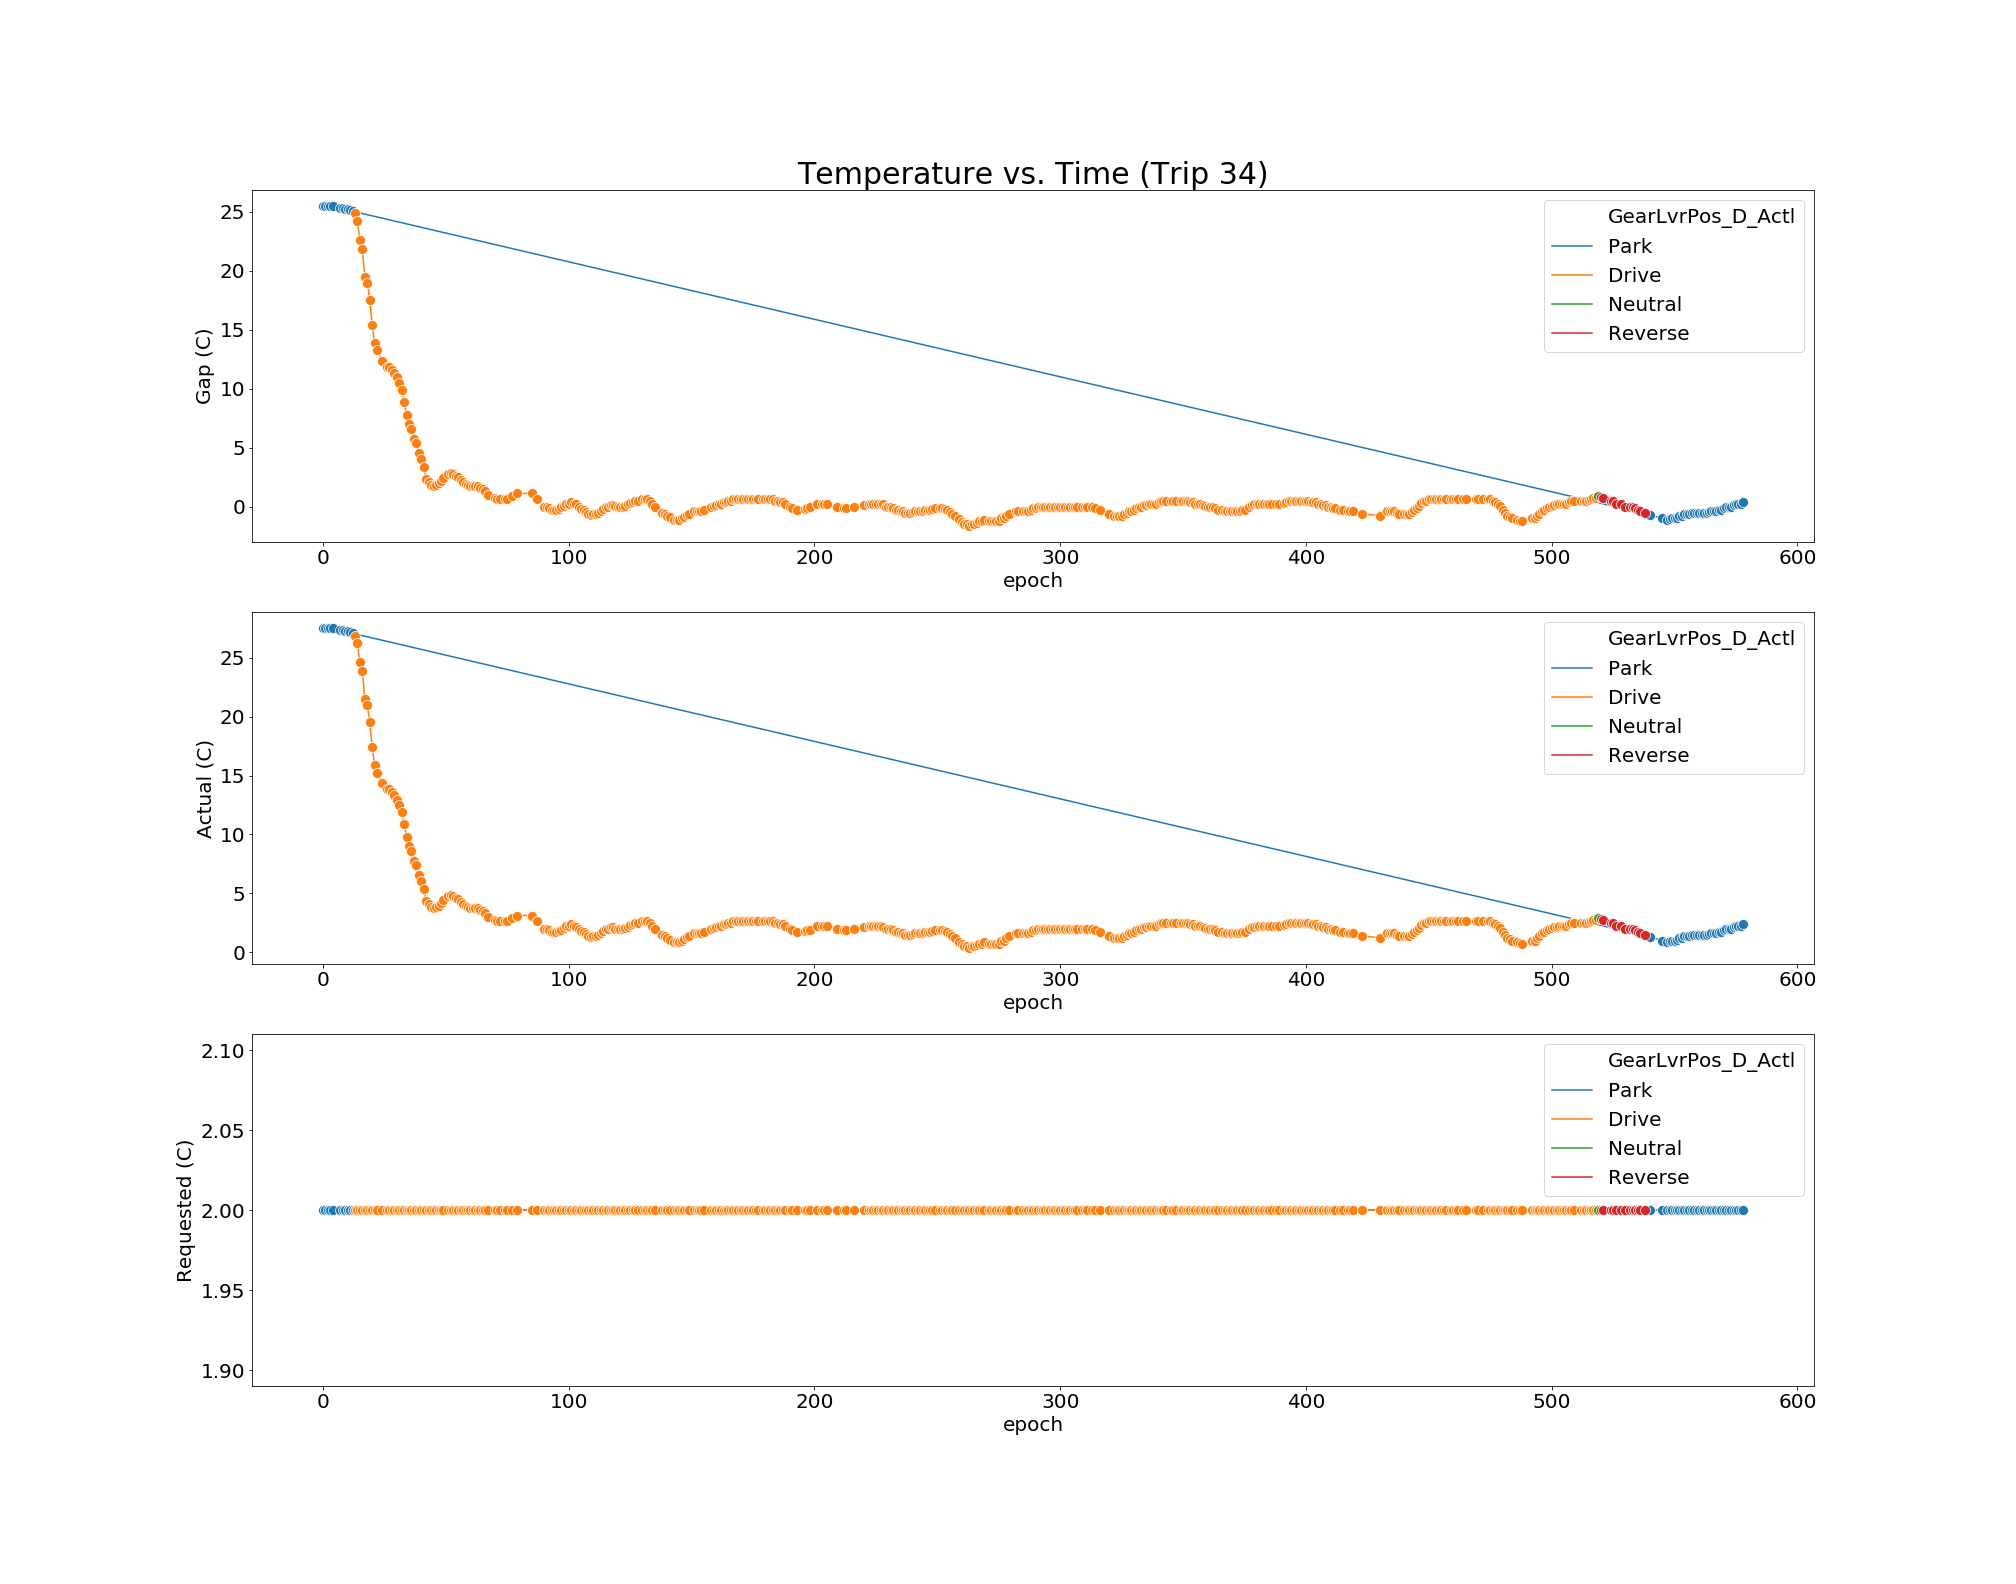 Temperature vs. Time (Trip 34)
Gap (C)
25
20
15
10
5
0
GearLvrPos_D_Actl
Park
Drive
Neutral
Reverse
0 100 200 300 400 500 600
epoch
Actual (C)
25
20
15
10
5
0
GearLvrPos_D_Actl
Park
Drive
Neutral
Reverse
0 100 200 300 400 500 600
epoch
Requested (C)
2.10
2.05
2.00
1.95
1.90
GearLvrPos_D_Actl
Park
Drive
Neutral
Reverse
0 100 200 300 400 500 600
epoch